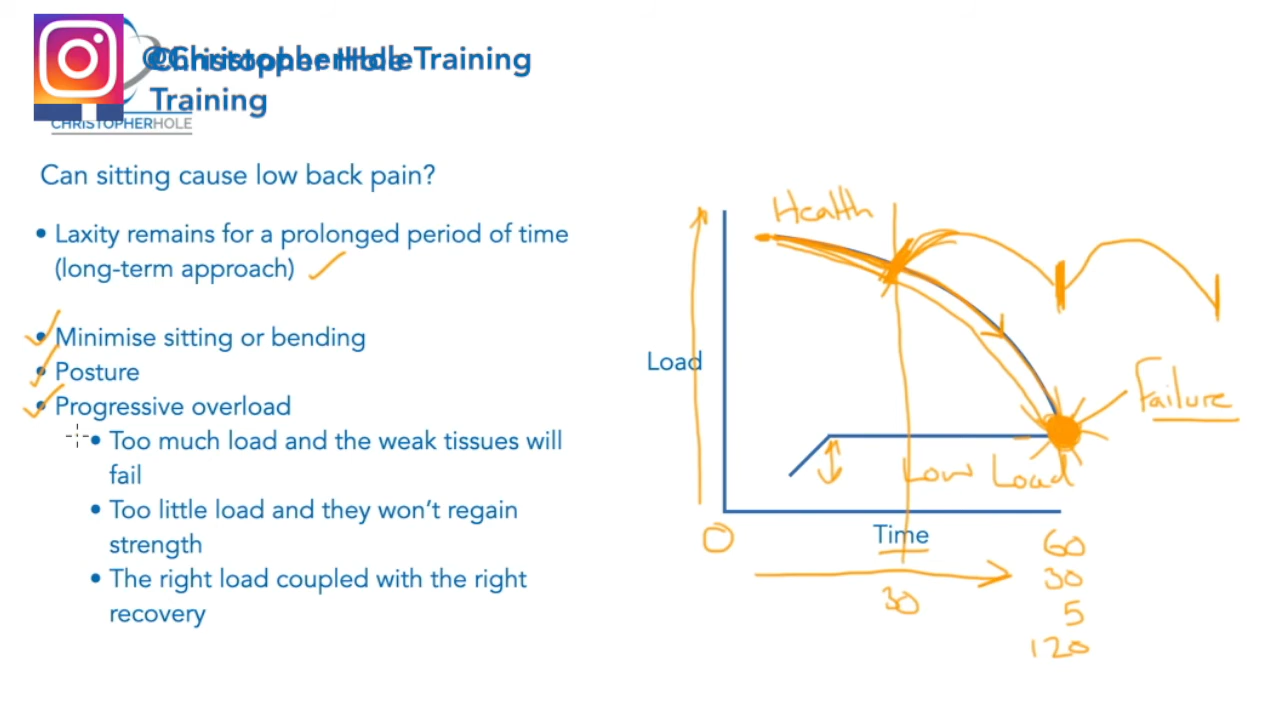 @ChristopherHole Training
Training
CHRISTOPHERHOLE
Can sitting cause low back pain?
• Laxity remains for a prolonged period of time
(long-term approach)
• Minimise sitting or bending
• Posture
• Progressive overload
• Too much load and the weak tissues will
fail
• Too little load and they won't regain
strength
• The right load coupled with the right
recovery
Health
Load
Failure
Low Load
0
Time
30
60
30
5
120